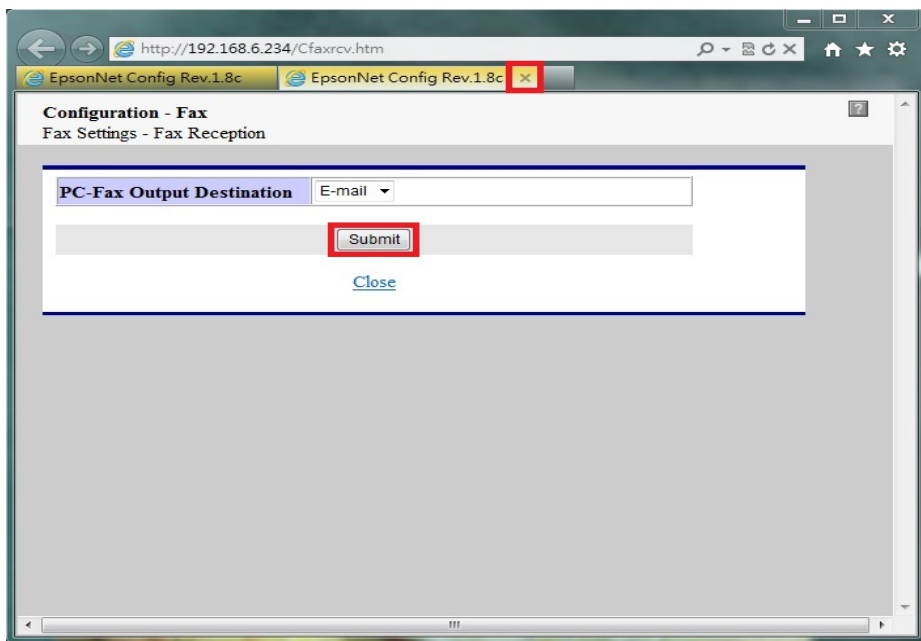 http://192.168.6.234/Cfaxrcv.htm
EpsonNet Config Rev.1.8c
EpsonNet Config Rev.1.8c
Configuration - Fax
Fax Settings - Fax Reception
?
PC-Fax Output Destination E-mail
Submit
Close